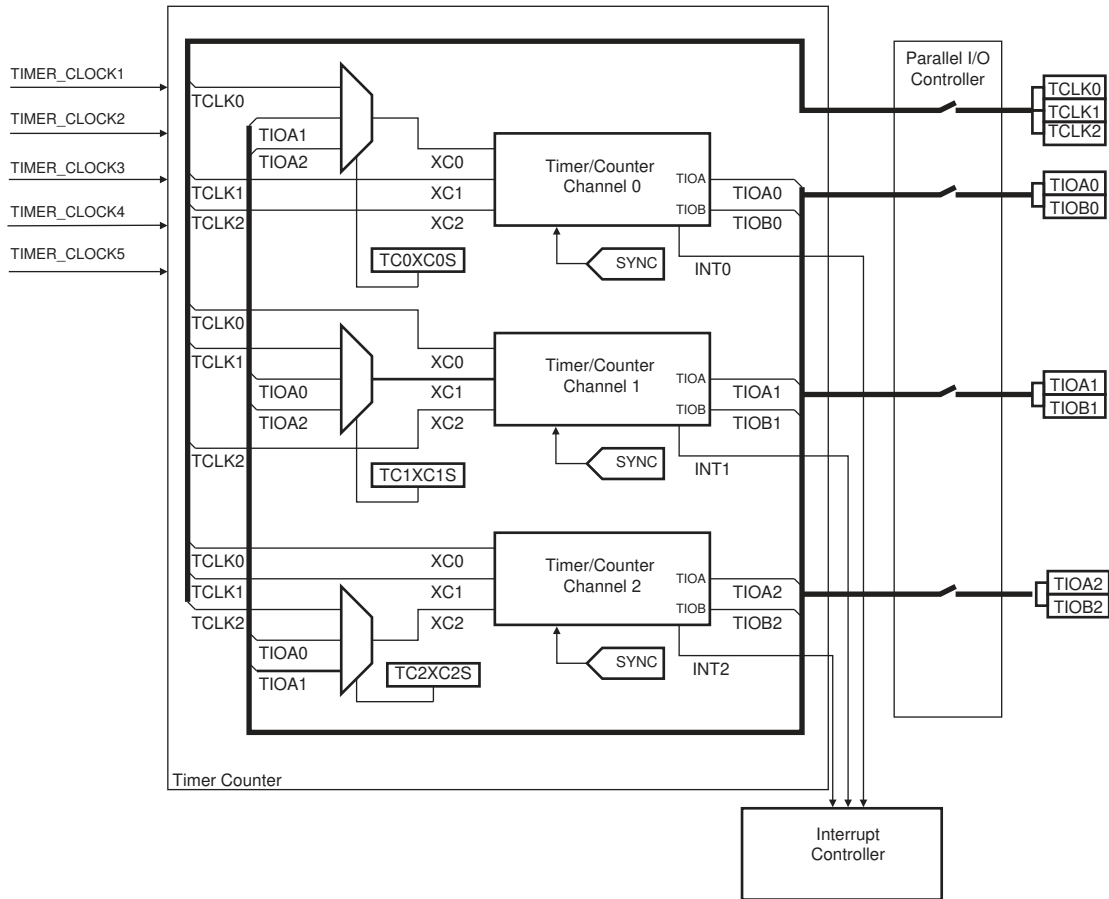 TIMER_CLOCK1
TIMER_CLOCK2
TIMER_CLOCK3
TIMER_CLOCK4
TIMER_CLOCK5
TCLK0
TIOA1
TIOA2
TCLK1
TCLK2
XC0
XC1
XC2
TC0XC0S
Timer/Counter
Channel 0
TIOA
TIOB
TIOA0
TIOB0
SYNC
INT0
TCLK0
TCLK1
TIOA0
TIOA2
TCLK2
XC0
XC1
XC2
TC1XC1S
Timer/Counter
Channel 1
TIOA
TIOB
TIOA1
TIOB1
SYNC
INT1
TCLK0
TCLK1
TCLK2
TIOA0
TIOA1
XC0
XC1
XC2
TC2XC2S
Timer/Counter
Channel 2
TIOA
TIOB
TIOA2
TIOB2
SYNC
INT2
Timer Counter
Parallel I/O
Controller
TCLK0
TCLK1
TCLK2
TIOA0
TIOB0
TIOA1
TIOB1
TIOA2
TIOB2
Interrupt
Controller